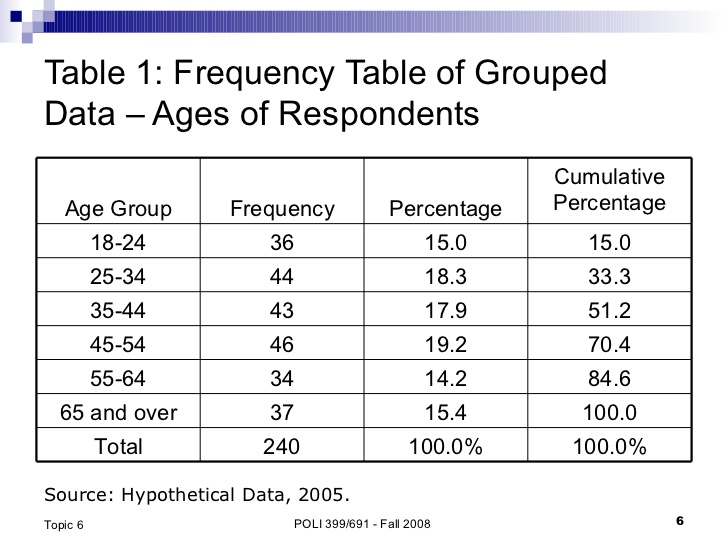 Table 1: Frequency Table of Grouped
Data – Ages of Respondents
Age Group Frequency Percentage Cumulative Percentage
18-24 36 15.0 15.0
25-34 44 18.3 33.3
35-44 43 17.9 51.2
45-54 46 19.2 70.4
55-64 34 14.2 84.6
65 and over 37 15.4 100.0
Total 240 100.0% 100.0%
Source: Hypothetical Data, 2005.
Topic 6 POLI 399/691 - Fall 2008 6